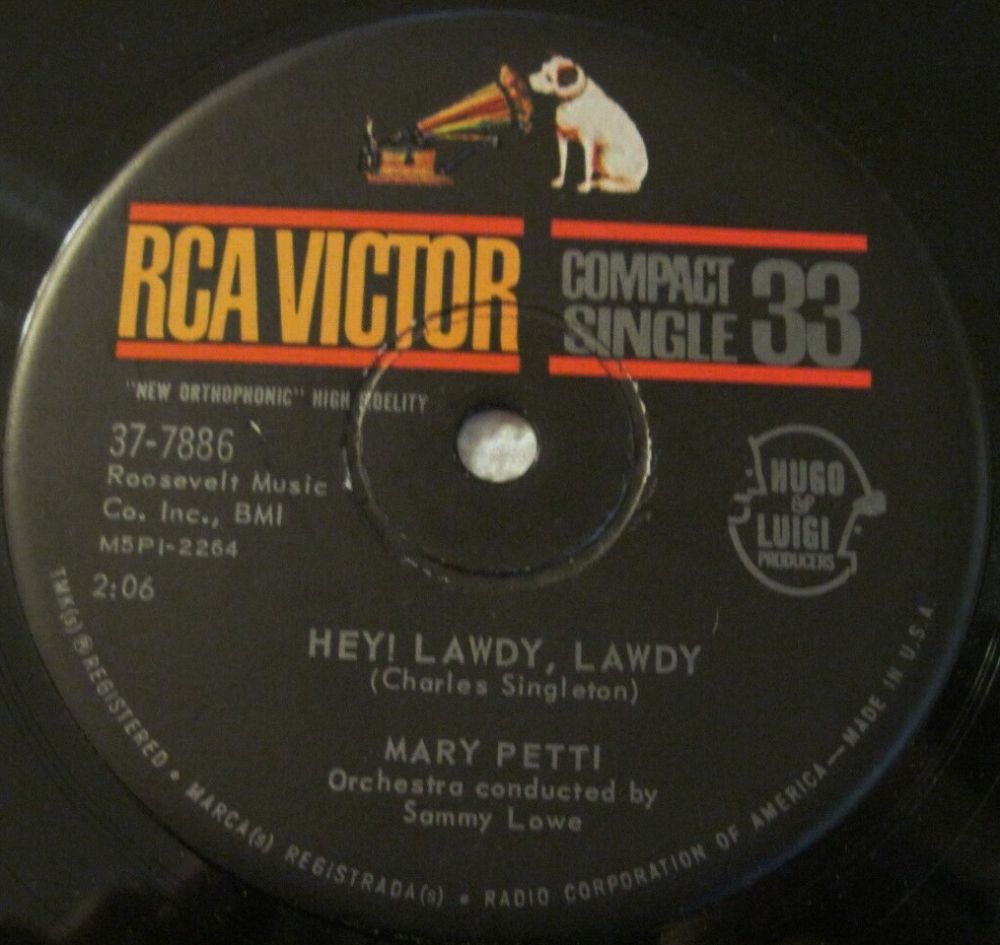 RCA VICTOR
COMPACT
SINGLE 33
"NEW ORTHOPHONIC" HIGH FIDELITY
37-7886
Roosevelt Music
Co. Inc., BMI
M5PI-2264
2:06
HUGO
&
LUIGI
PRODUCERS
HEY! LAWDY, LAWDY
(Charles Singleton)
MARY PETTI
Orchestra conducted by
Sammy Lowe
TMK(s) ® REGISTERED • MARCA(s) REGISTRADA(s) • RADIO CORPORATION OF AMERICA—MADE IN U.S.A.